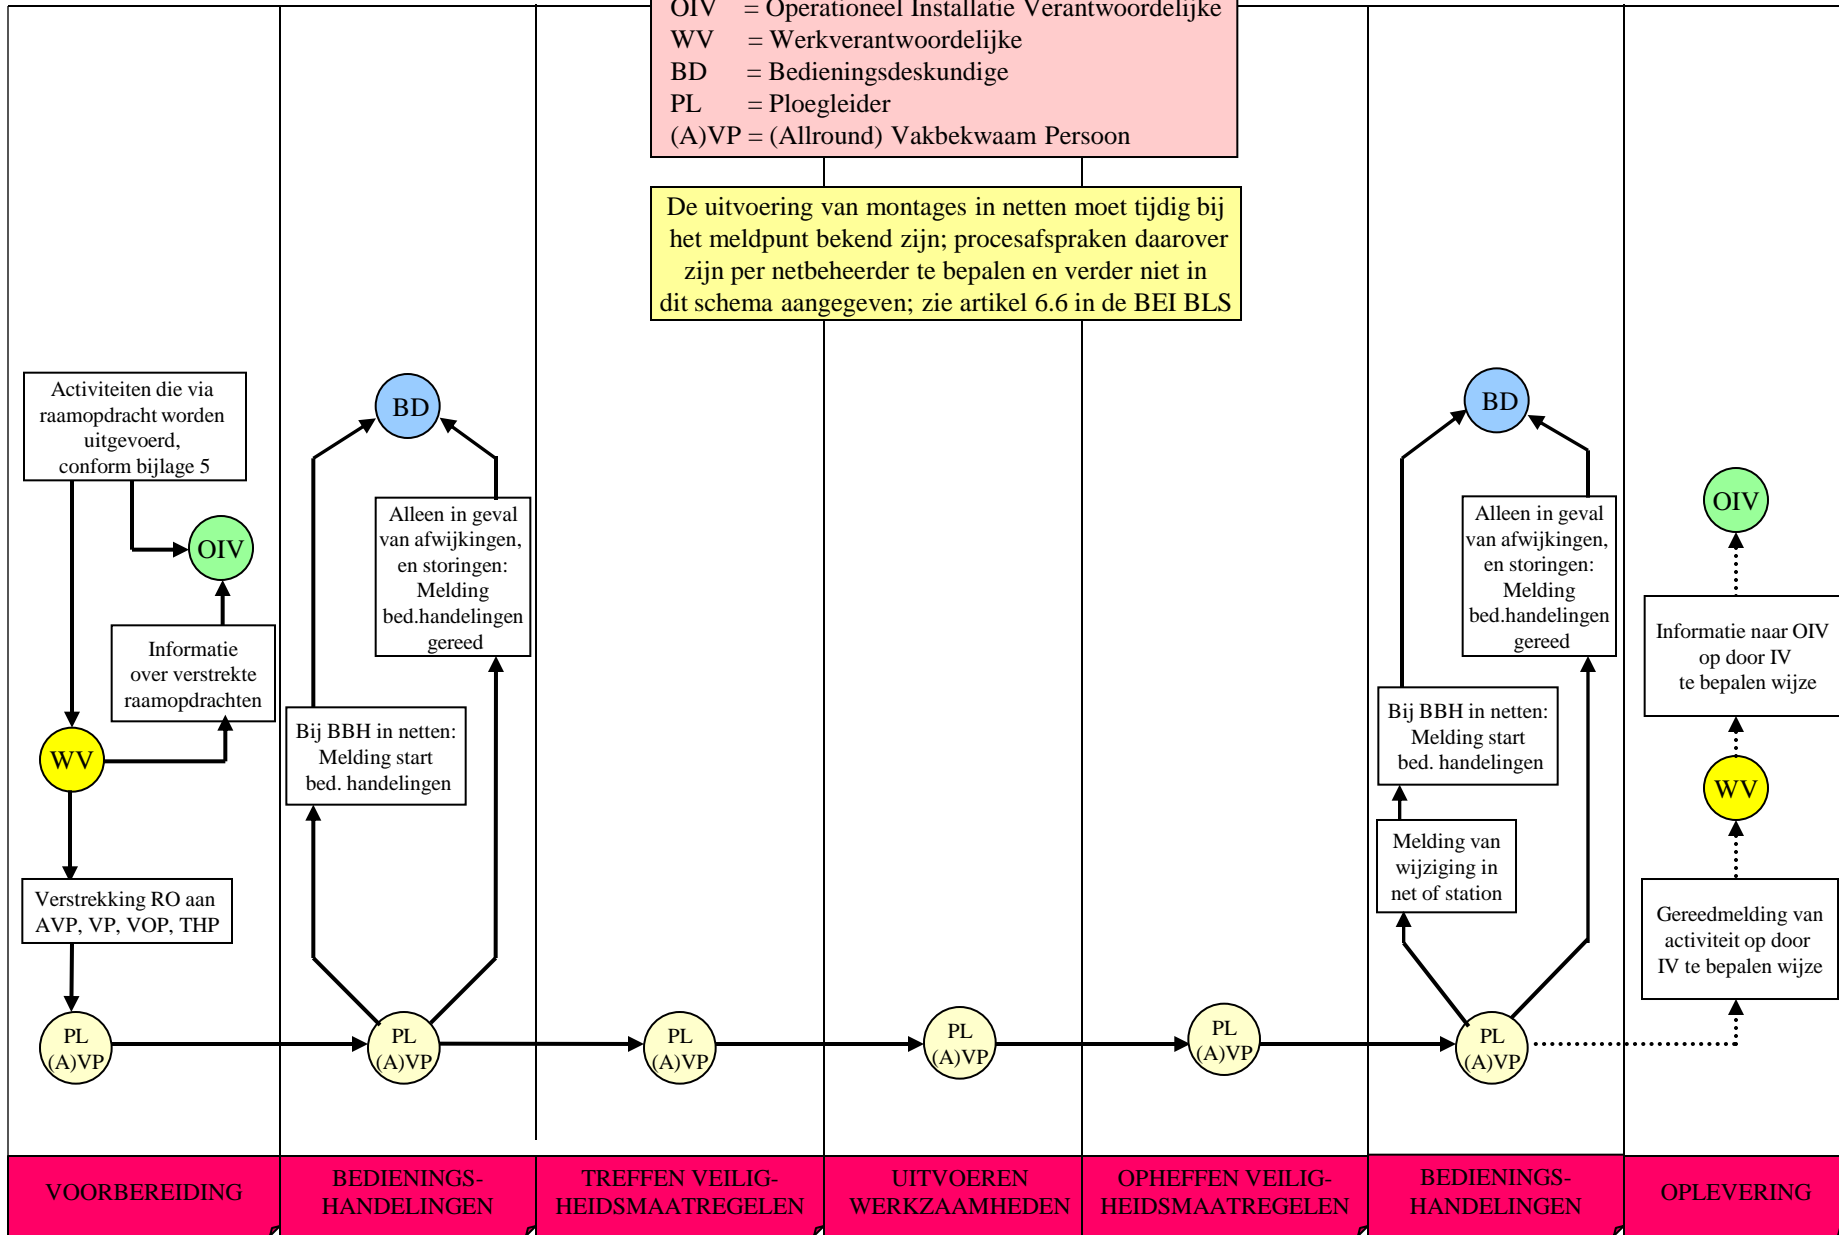 OIV = Operationeel Installatie Verantwoordelijke
WV = Werkverantwoordelijke
BD = Bedieningsdeskundige
PL = Ploegleider
(A)VP = (Allround) Vakbekwaam Persoon
De uitvoering van montages in netten moet tijdig bij
het meldpunt bekend zijn; procesafspraken daarover
zijn per netbeheerder te bepalen en verder niet in
dit schema aangegeven; zie artikel 6.6 in de BEI BLS
Activiteiten die via
raamopdracht worden
uitgevoerd,
conform bijlage 5
OIV
Informatie
over verstrekte
raamopdrachten
WV
Verstrekking RO aan
AVP, VP, VOP, THP
PL
(A)VP
BD
Alleen in geval
van afwijkingen,
en storingen:
Melding
bed.handelingen
gereed
Bij BBH in netten:
Melding start
bed. handelingen
PL
(A)VP
PL
(A)VP
PL
(A)VP
PL
(A)VP
BD
Alleen in geval
van afwijkingen,
en storingen:
Melding
bed.handelingen
gereed
Bij BBH in netten:
Melding start
bed. handelingen
Melding van
wijziging in
net of station
PL
(A)VP
OIV
Informatie naar OIV
op door IV
te bepalen wijze
WV
Gereedmelding van
activiteit op door
IV te bepalen wijze
VOORBEREIDING
BEDIENINGS-
HANDELINGEN
TREFFEN VEILIG-
HEIDSMAATREGELEN
UITVOEREN
WERKZAAMHEDEN
OPHEFFEN VEILIG-
HEIDSMAATREGELEN
BEDIENINGS-
HANDELINGEN
OPLEVERING